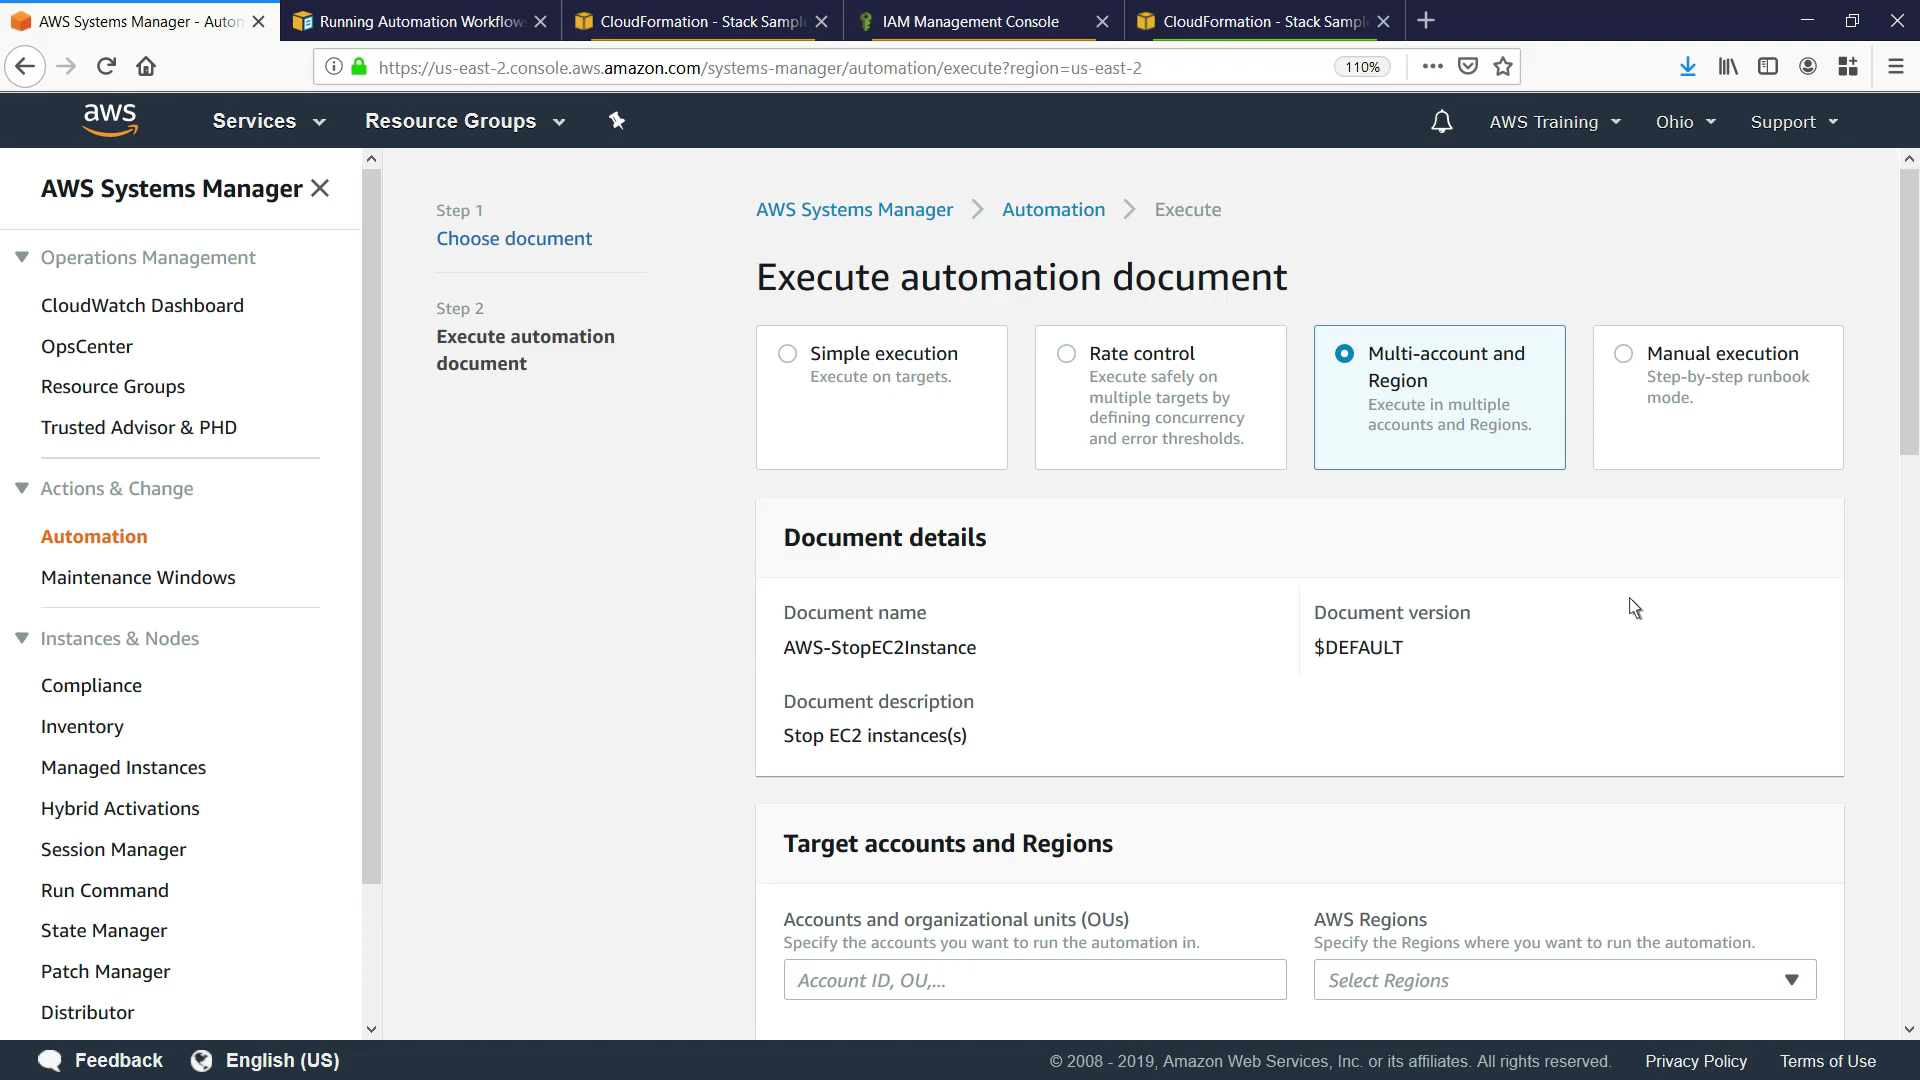 AWS Systems Manager - Autom
Running Automation Workflow
CloudFormation - Stack Sampl
IAM Management Console
CloudFormation - Stack Sampl
https://us-east-2.console.aws.amazon.com/systems-manager/automation/execute?region=us-east-2
110%
aws
Services
Resource Groups
AWS Training
Ohio
Support
AWS Systems Manager
Operations Management
CloudWatch Dashboard
OpsCenter
Resource Groups
Trusted Advisor & PHD
Actions & Change
Automation
Maintenance Windows
Instances & Nodes
Compliance
Inventory
Managed Instances
Hybrid Activations
Session Manager
Run Command
State Manager
Patch Manager
Distributor
Step 1
Choose document
Step 2
Execute automation
document
AWS Systems Manager
Automation
Execute
Execute automation document
Simple execution
Execute on targets.
Rate control
Execute safely on
multiple targets by
defining concurrency
and error thresholds.
Multi-account and
Region
Execute in multiple
accounts and Regions.
Manual execution
Step-by-step runbook
mode.
Document details
Document name
AWS-StopEC2Instance
Document version
$DEFAULT
Document description
Stop EC2 instances(s)
Target accounts and Regions
Accounts and organizational units (OUs)
Specify the accounts you want to run the automation in.
Account ID, OU,...
AWS Regions
Specify the Regions where you want to run the automation.
Select Regions
Feedback
English (US)
© 2008 - 2019, Amazon Web Services, Inc. or its affiliates. All rights reserved.
Privacy Policy
Terms of Use